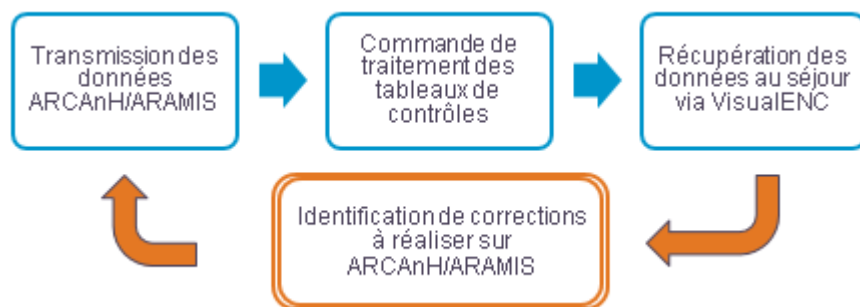 Transmission des
données
ARCAnH/ARAMIS
Commande de
traitement des
tableaux de
contrôles
Récupération des
données au séjour
via VisualENC
Identification de corrections
à réaliser sur
ARCAnH/ARAMIS